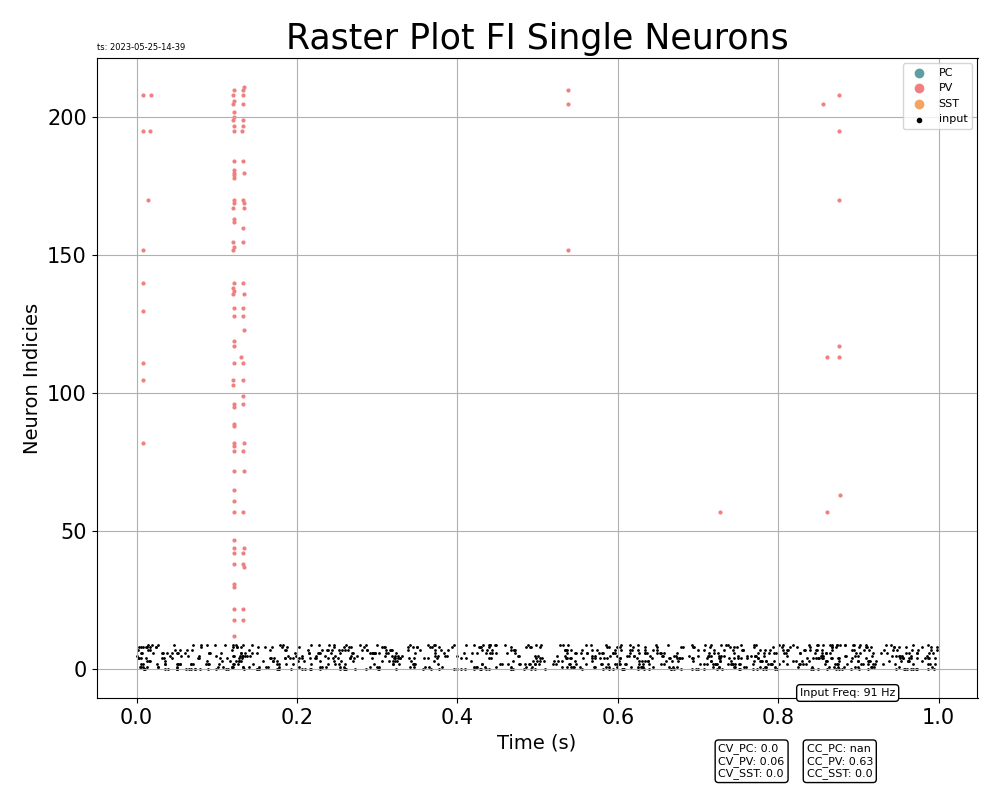 Raster Plot FI Single Neurons
ts: 2023-05-25-14-39
PC
PV
SST
input
200
150
100
50
0
Neuron Indicies
0.0 0.2 0.4 0.6 0.8 1.0
Input Freq: 91 Hz
Time (s)
CV_PC: 0.0
CV_PV: 0.06
CV_SST: 0.0
CC_PC: nan
CC_PV: 0.63
CC_SST: 0.0